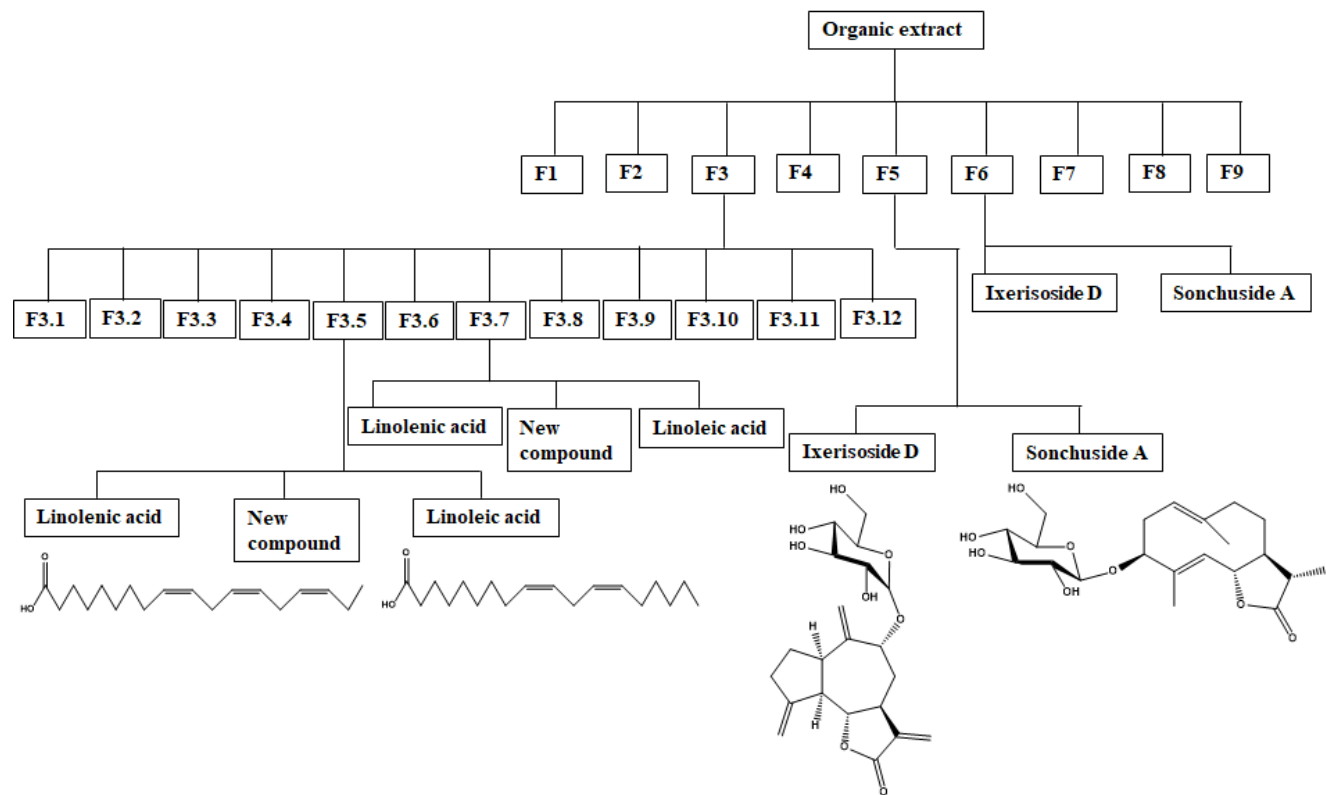 Organic extract
F1
F2
F3
F4
F5
F6
F7
F8
F9
Ixerisoside D
Sonchuside A
F3.1
F3.2
F3.3
F3.4
F3.5
F3.6
F3.7
F3.8
F3.9
F3.10
F3.11
F3.12
Linolenic acid
New
compound
Linoleic acid
Ixerisoside D
Sonchuside A
Linolenic acid
New
compound
Linoleic acid
O
HO
O
HO
HO
HO
HO
O
OH
O
H
H
O
O
HO
HO
HO
O
OH
O
O
O